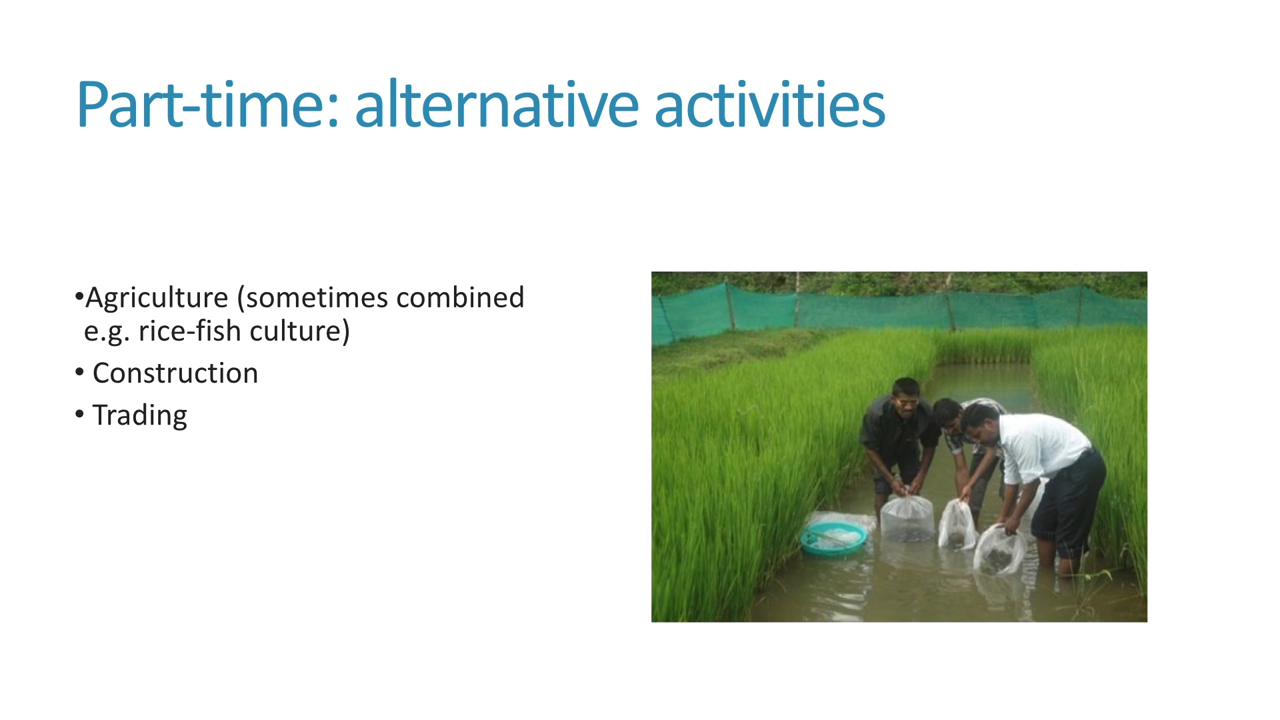 Part-time: alternative activities
•Agriculture (sometimes combined
e.g. rice-fish culture)
• Construction
• Trading